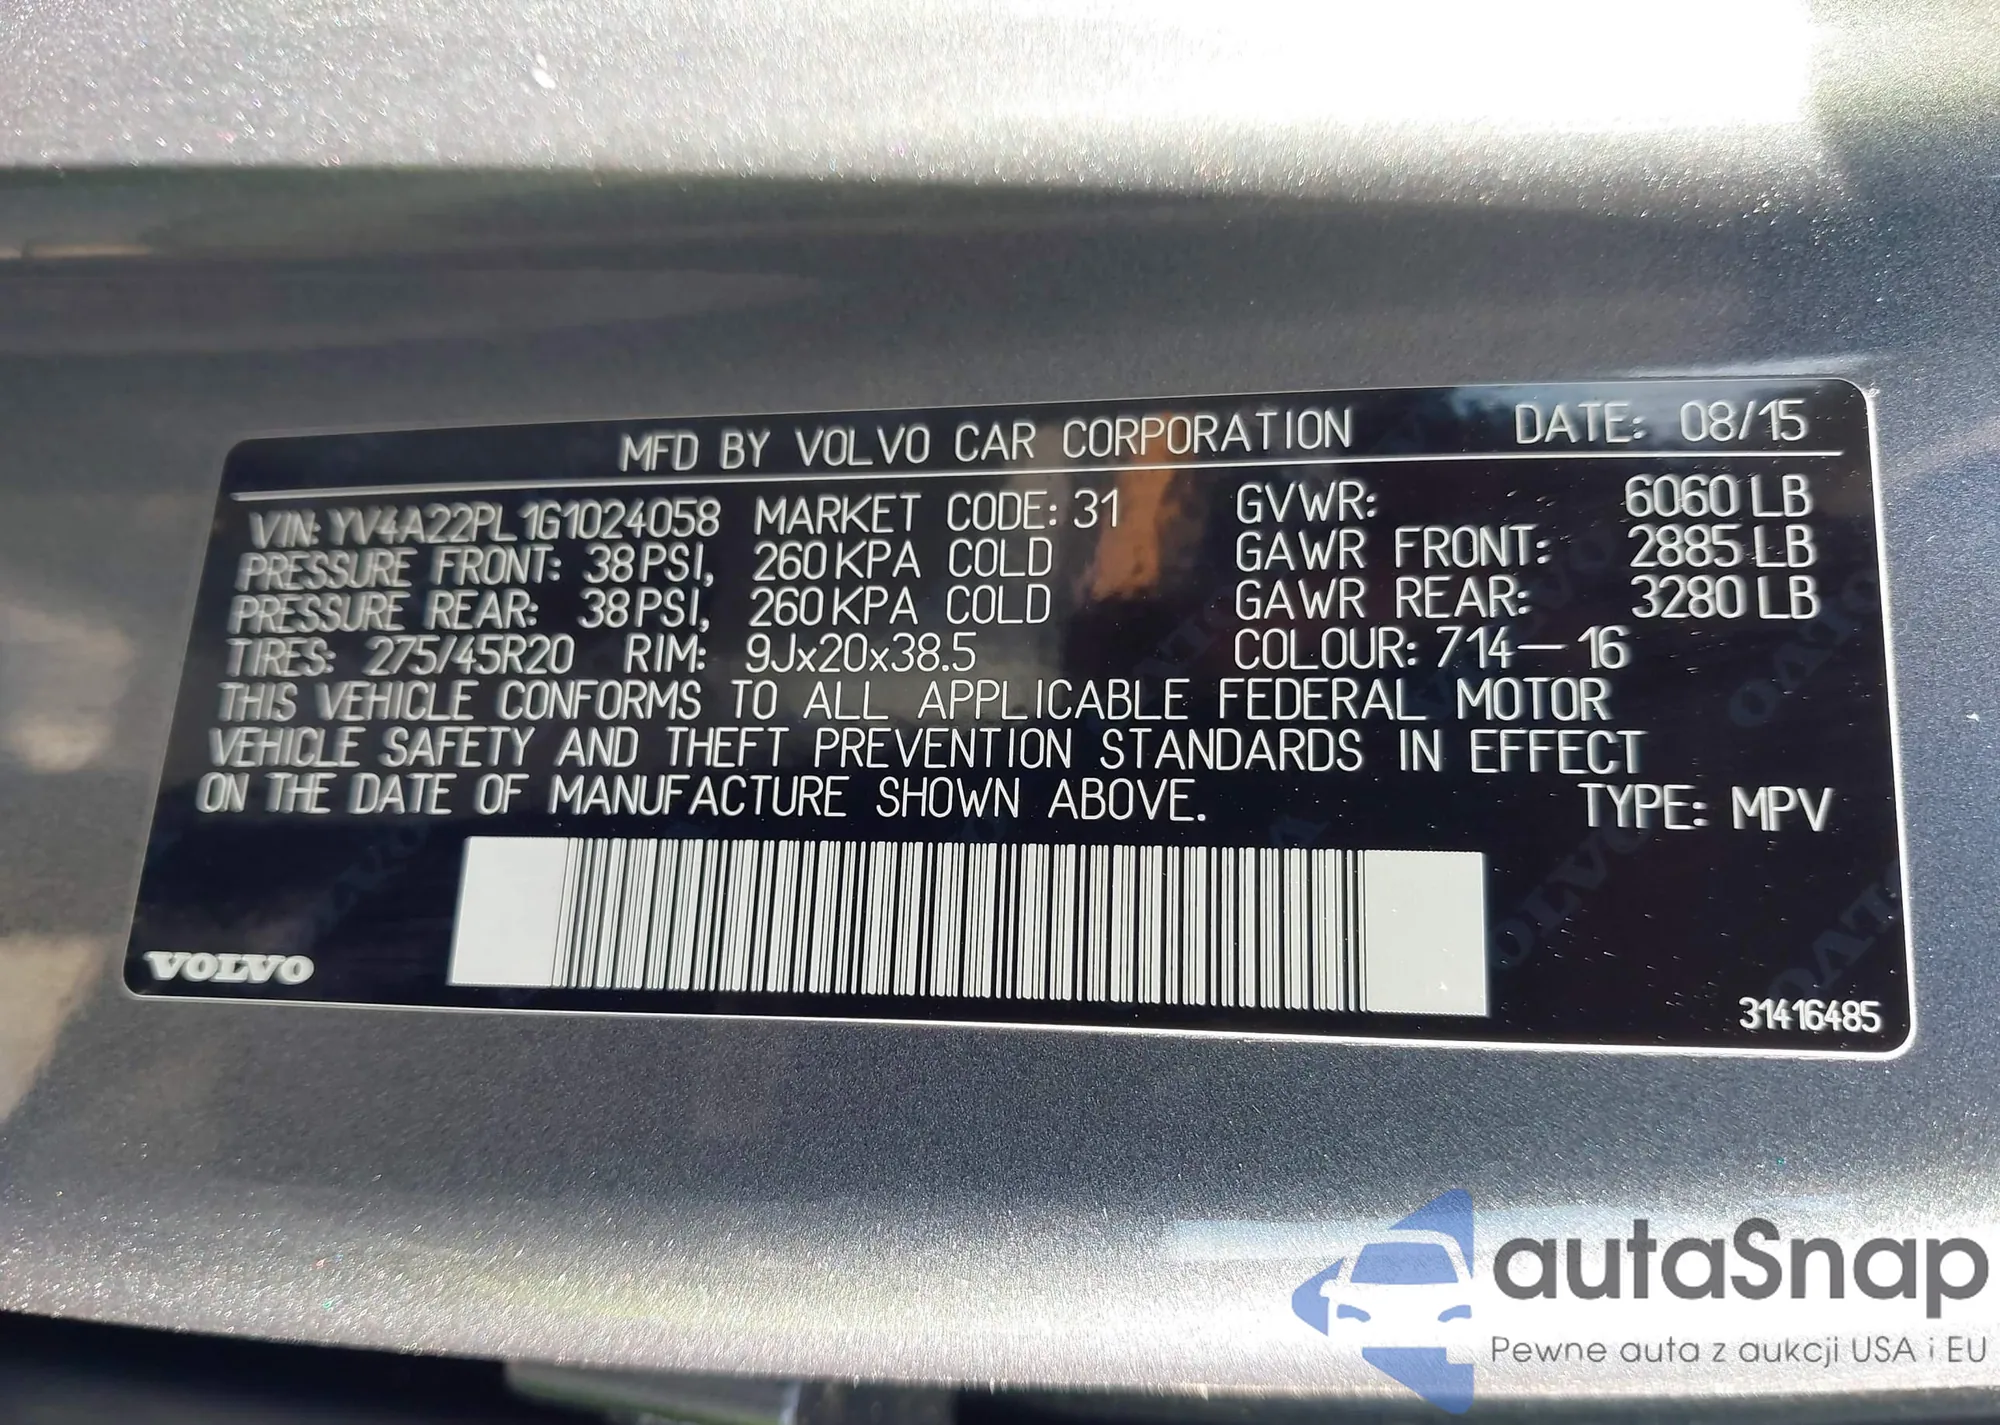 MFD BY VOLVO CAR CORPORATION DATE: 08/15
VIN: YV4A22PL1G1024058 MARKET CODE: 31 GVWR: 6060 LB
PRESSURE FRONT: 38 PSI, 260 KPA COLD GAWR FRONT: 2885 LB
PRESSURE REAR: 38 PSI, 260 KPA COLD GAWR REAR: 3280 LB
TIRES: 275/45R20 RIM: 9Jx20x38.5 COLOUR: 714-16
THIS VEHICLE CONFORMS TO ALL APPLICABLE FEDERAL MOTOR
VEHICLE SAFETY AND THEFT PREVENTION STANDARDS IN EFFECT
ON THE DATE OF MANUFACTURE SHOWN ABOVE. TYPE: MPV
VOLVO
31416485
autaSnap
Pewne auta z aukcji USA i EU